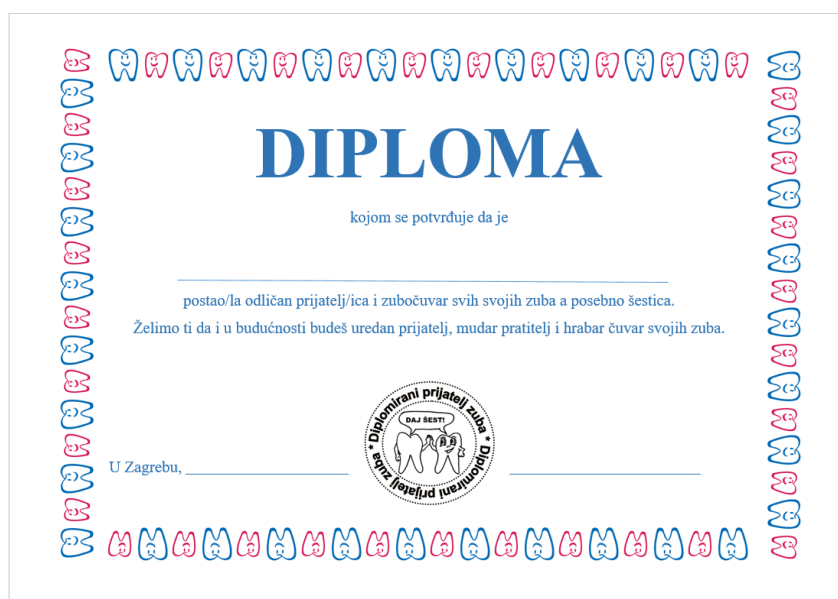 DIPLOMA
kojom se potvrđuje da je
postao/la odličan prijatelj/ica i zubočuvar svih svojih zuba a posebno šestica.
Želimo ti da i u budućnosti budeš uredan prijatelj, mudar pratitelj i hrabar čuvar svojih zuba.
* Diplomirani prijatelj zuba * Diplomirani prijatelj zuba
DAJ ŠEST!
U Zagrebu,